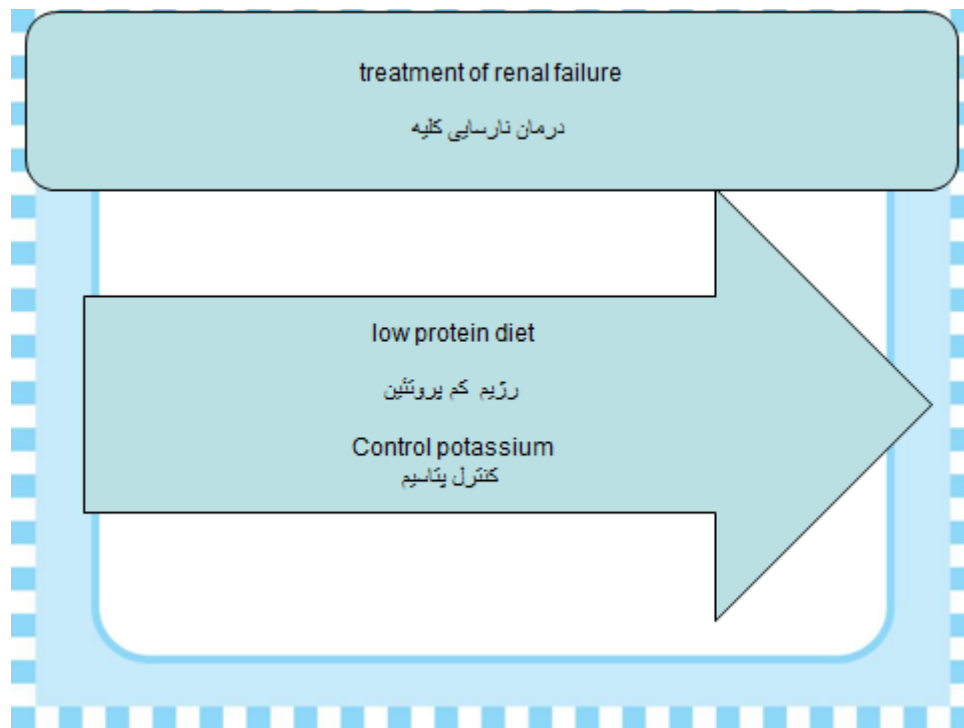 treatment of renal failure
درمان نارسایی کلیه
low protein diet
رژیم کم پروتئین
Control potassium
کنترل پتاسیم